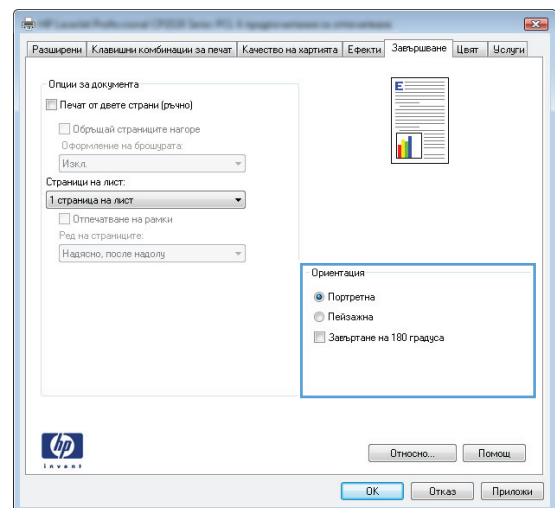 Разширени Клавишни комбинации за печат Качество на хартията Ефекти Завършване Цвят Услуги
Опции за документа
Печат от двете страни (ръчно)
Обръщай страниците нагоре
Оформление на брошурата:
Изкл.
Страници на лист:
1 страница на лист
Отпечатване на рамки
Ред на страниците:
Надясно, после надолу
E
Ориентация
Портретна
Пейзажна
Завъртане на 180 градуса
hp
invent
Относно... Помощ
OK Отказ Приложи